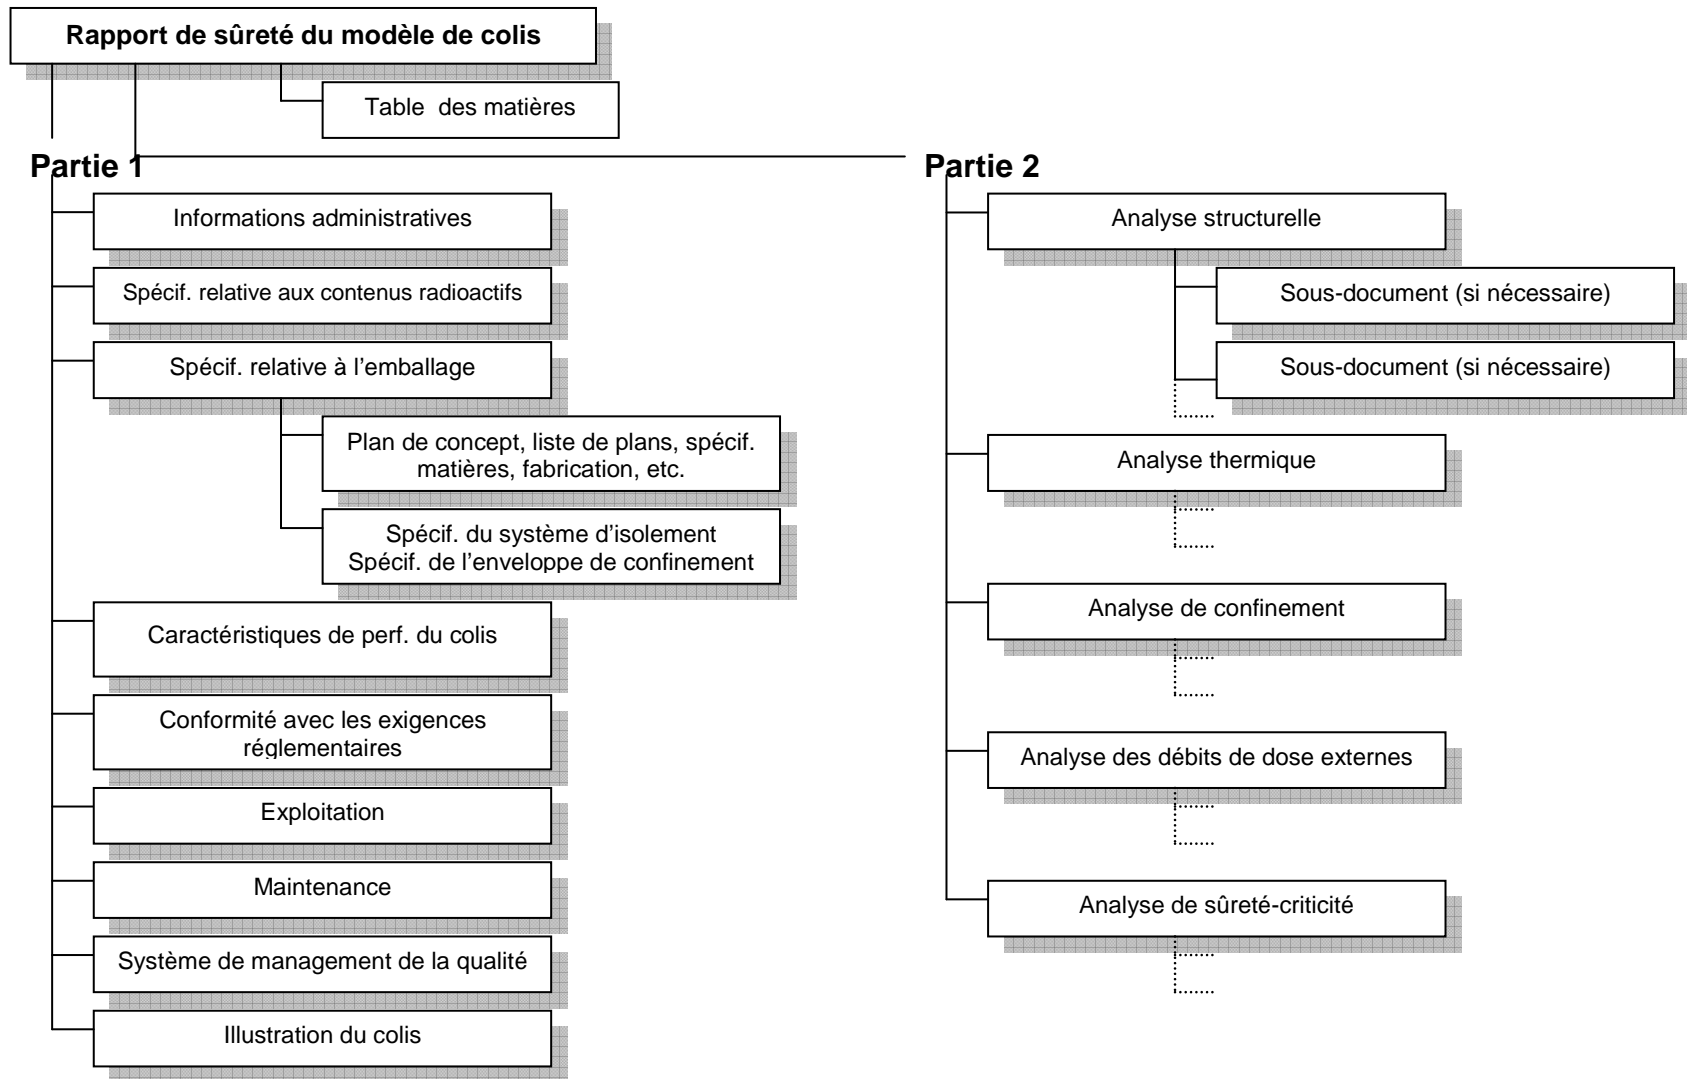 Rapport de sûreté du modèle de colis
Table des matières
Partie 1
Informations administratives
Spécif. relative aux contenus radioactifs
Spécif. relative à l'emballage
Plan de concept, liste de plans, spécif.
matières, fabrication, etc.
Spécif. du système d'isolement
Spécif. de l'enveloppe de confinement
Caractéristiques de perf. du colis
Conformité avec les exigences
réglementaires
Exploitation
Maintenance
Système de management de la qualité
Illustration du colis
Partie 2
Analyse structurelle
Sous-document (si nécessaire)
Sous-document (si nécessaire)
Analyse thermique
Analyse de confinement
Analyse des débits de dose externes
Analyse de sûreté-criticité